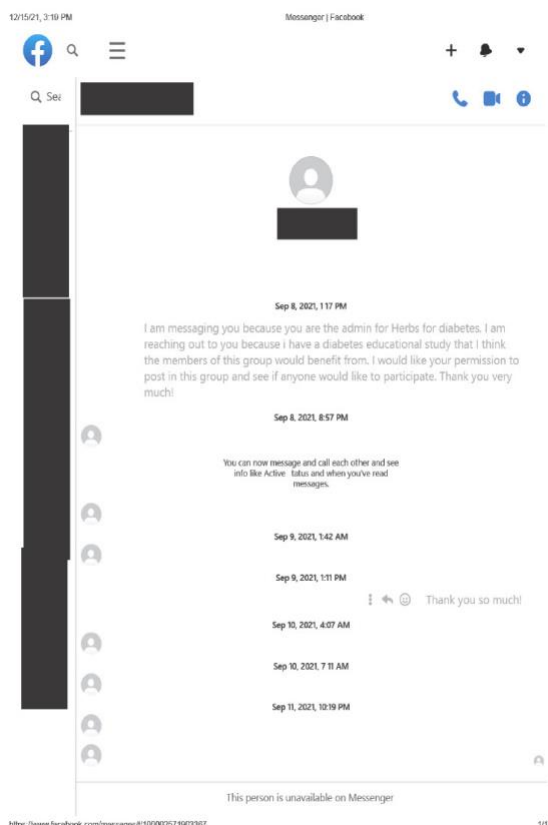 12/15/21, 3:19 PM
Messenger | Facebook
Sea
Sep 8, 2021, 1:17 PM
I am messaging you because you are the admin for Herbs for diabetes. I am
reaching out to you because i have a diabetes educational study that I think
the members of this group would benefit from. I would like your permission to
post in this group and see if anyone would like to participate. Thank you very
much!
Sep 8, 2021, 8:57 PM
You can now message and call each other and see
info like Active tatus and when you've read
messages.
Sep 9, 2021, 1:42 AM
Sep 9, 2021, 1:11 PM
Thank you so much!
Sep 10, 2021, 4:07 AM
Sep 10, 2021, 7 11 AM
Sep 11, 2021, 10:19 PM
This person is unavailable on Messenger
1/1